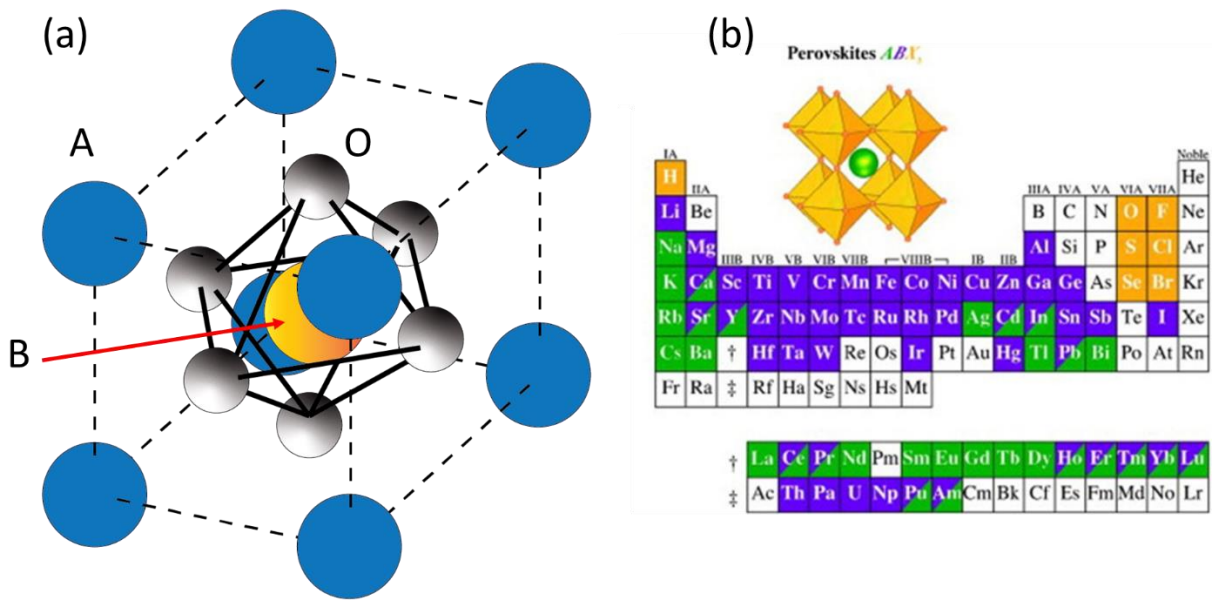 (a)
A
O
B
(b)
Perovskites ABX3
IA
Noble
H
He
IIA
IIIA IVA VA VIA VIIA
Li Be B C N O F Ne
Na Mg Al Si P S Cl Ar
IIIB IVB VB VIB VIIB VIIIB IB IIB
K Ca Sc Ti V Cr Mn Fe Co Ni Cu Zn Ga Ge As Se Br Kr
Rb Sr Y Zr Nb Mo Tc Ru Rh Pd Ag Cd In Sn Sb Te I Xe
Cs Ba † Hf Ta W Re Os Ir Pt Au Hg Tl Pb Bi Po At Rn
Fr Ra ‡ Rf Ha Sg Ns Hs Mt
† La Ce Pr Nd Pm Sm Eu Gd Tb Dy Ho Er Tm Yb Lu
‡ Ac Th Pa U Np Pu Am Cm Bk Cf Es Fm Md No Lr